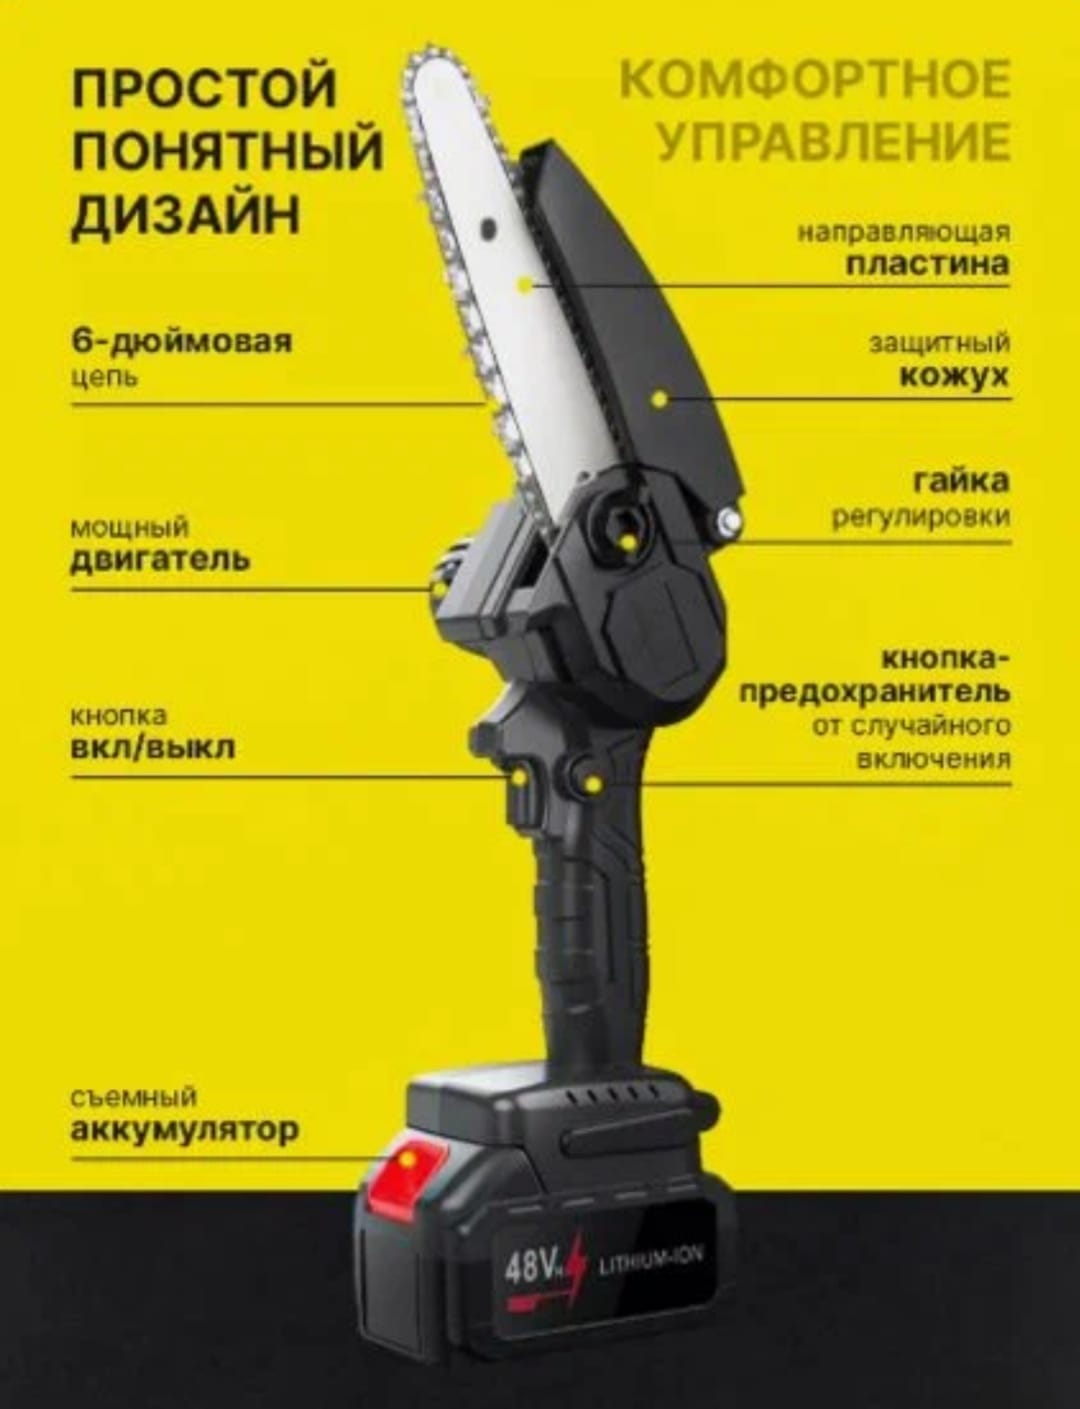 ПРОСТОЙ
ПОНЯТНЫЙ
ДИЗАЙН
КОМФОРТНОЕ
УПРАВЛЕНИЕ
направляющая
пластина
6-дюймовая
цепь
защитный
кожух
гайка
регулировки
мощный
двигатель
кнопка-
предохранитель
от случайного
включения
кнопка
вкл/выкл
съемный
аккумулятор
48V
LITHIUM-ION